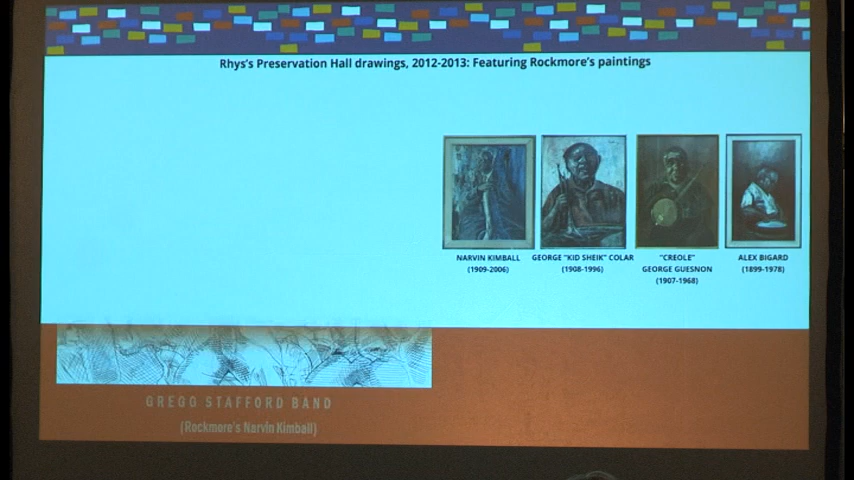 Rhys's Preservation Hall drawings, 2012-2013: Featuring Rockmore's paintings
NARVIN KIMBALL
(1909-2006)
GEORGE "KID SHEIK" COLAR
(1908-1996)
"CREOLE"
GEORGE GUESNON
(1907-1968)
ALEX BIGARD
(1899-1978)
GREGG STAFFORD BAND
(Rockmore's Narvin Kimball)